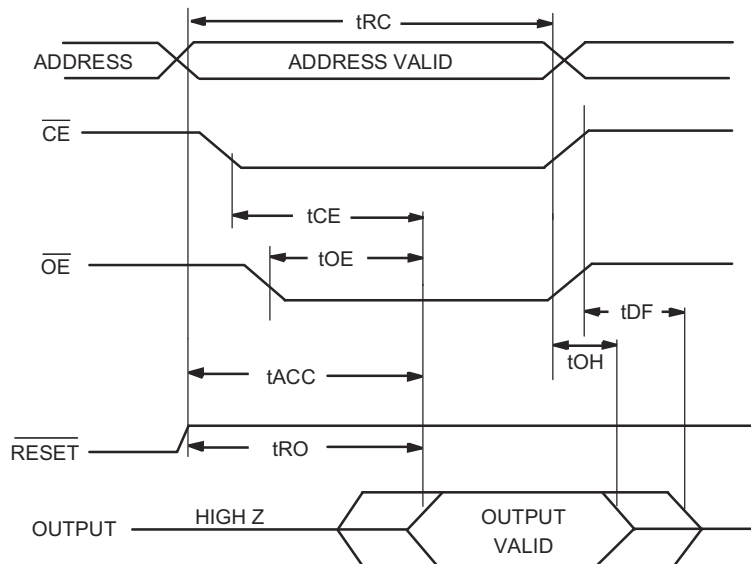 tRC
ADDRESS ADDRESS VALID
CE
tCE
tOE
OE
tDF
tOH
tACC
RESET
tRO
OUTPUT HIGH Z OUTPUT
VALID